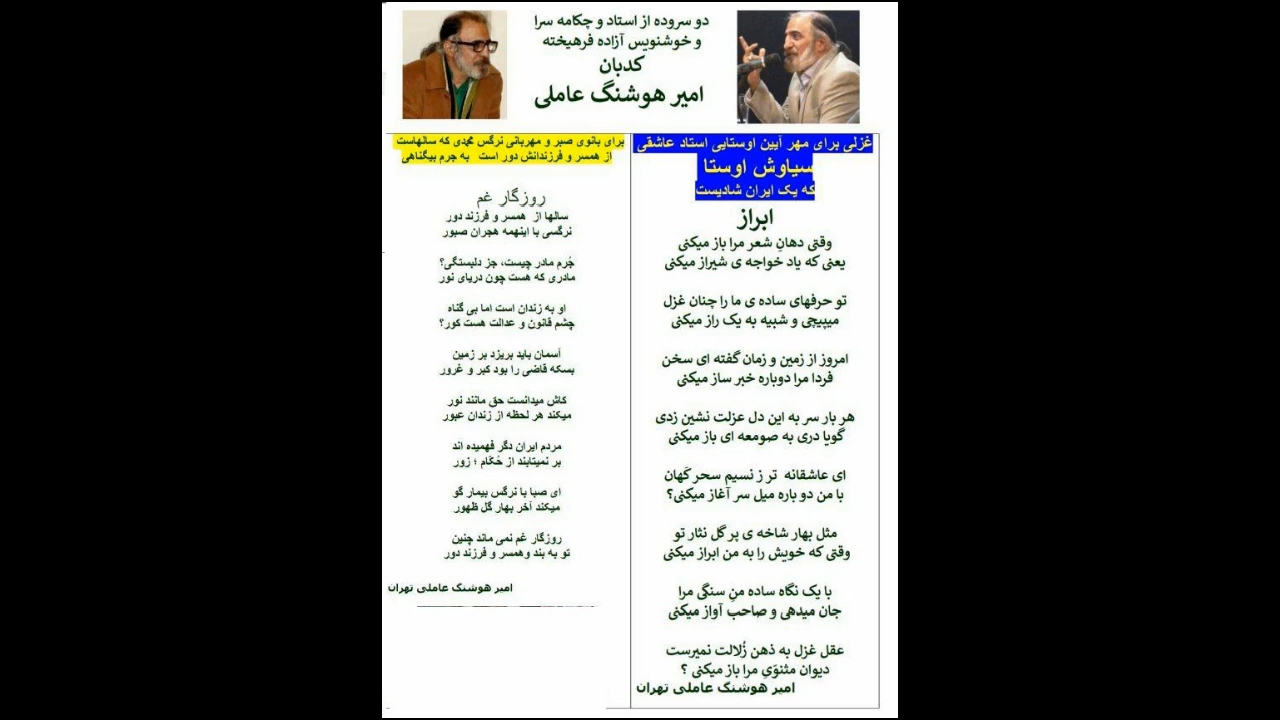 دو سروده از استاد و چکامه سرا
و خوشنویس آزاده فرهیخته
کدبان
امیر هوشنگ عاملی
غزلی برای مهر آیین اوستایی استاد عاشقی
سیاوش اوستا
که یک ایران شادیست
ابراز
وقتی دهانِ شعر مرا باز میکنی
یعنی که یاد خواجه ی شیراز میکنی
تو حرفهای ساده ی ما را چنان غزل
میپیچی و شبیه به یک راز میکنی
امروز از زمین و زمان گفته ای سخن
فردا مرا دوباره خبر ساز میکنی
هر بار سر به این دل عزلت نشین زدی
گویا دری به صومعه ای باز میکنی
ای عاشقانه تر ز نسیم سحر گهان
با من دو باره میل سر آغاز میکنی؟
مثل بهار شاخه ی پر گل نثار تو
وقتی که خویش را به من ابراز میکنی
با یک نگاه ساده منِ سنگی مرا
جان میدهی و صاحب آواز میکنی
عقل غزل به ذهن زُلالت نمیرست
دیوان مثنویِ مرا باز میکنی ؟
امیر هوشنگ عاملی تهران
برای بانوی صبر و مهربانی نرگس محمدی که سالهاست
از همسر و فرزندانش دور است به جرم بیگناهی
روزگارِ غم
سالها از همسر و فرزند دور
نرگسی با اینهمه هجران صبور
جُرم مادر چیست، جز دلبستگی؟
مادری که هست چون دریای نور
او به زندان است اما بی گناه
چشم قانون و عدالت هست کور؟
آسمان باید بریزد بر زمین
بسکه قاضی را بود کبر و غرور
کاش میدانست حق مانند نور
میکند هر لحظه از زندان عبور
مردم ایران دگر فهمیده اند
بر نمیتابند از حُکّام ؛ زور
ای صبا با نرگس بیمار گو
میکند آخر بهار گل ظهور
روزگار غم نمی ماند چنین
تو به بند وهمسر و فرزند دور
امیر هوشنگ عاملی تهران